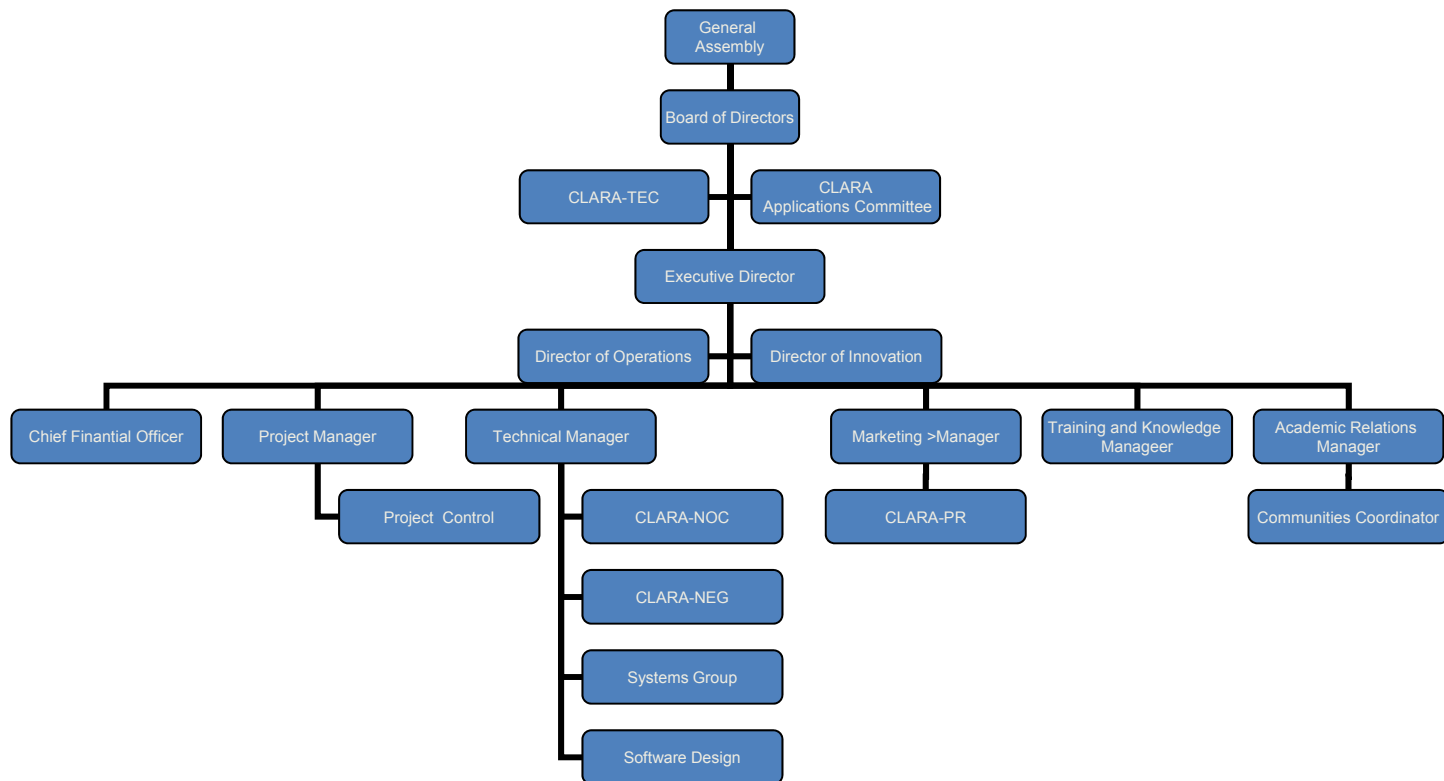 General
Assembly
Board of Directors
CLARA-TEC
CLARA
Applications Committee
Executive Director
Director of Operations
Director of Innovation
Chief Finantial Officer
Project Manager
Technical Manager
Marketing >Manager
Training and Knowledge
Manageer
Academic Relations
Manager
Project  Control
CLARA-NOC
CLARA-PR
Communities Coordinator
CLARA-NEG
Systems Group
Software Design